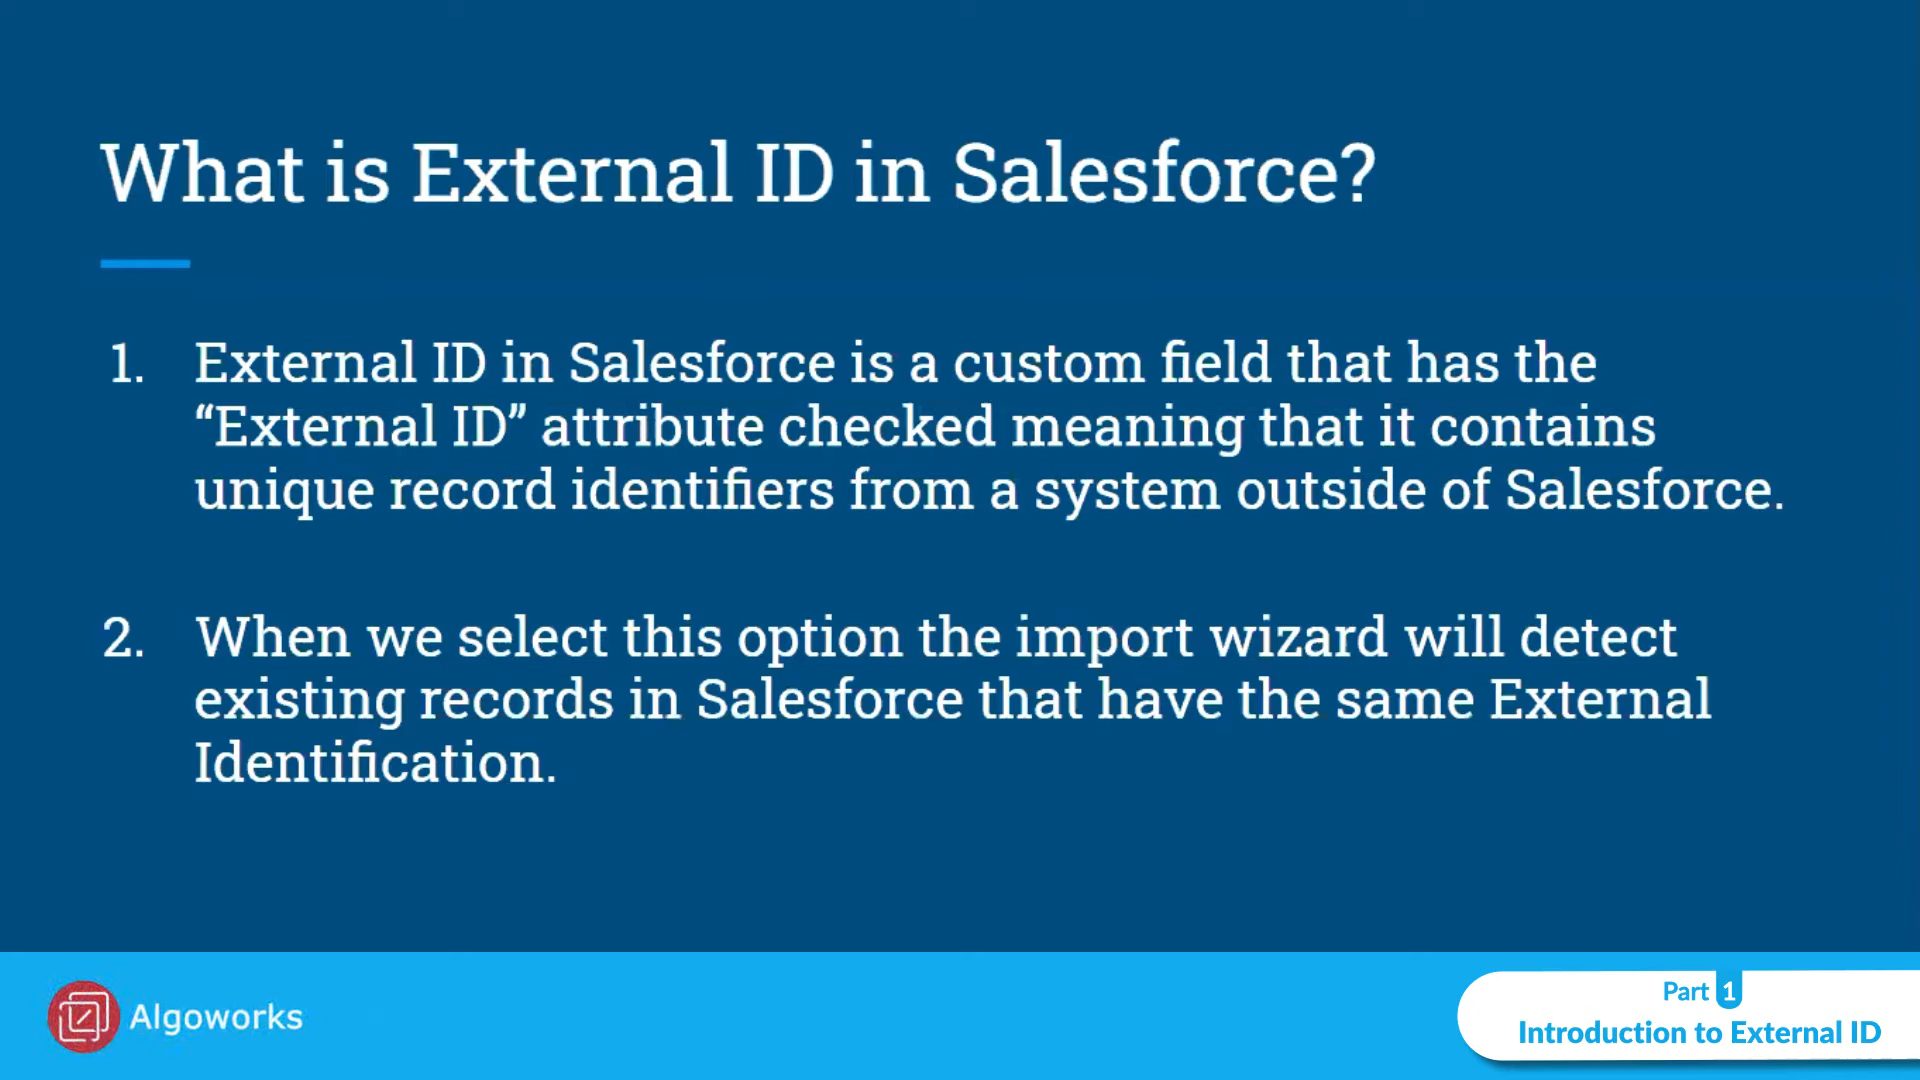 What is External ID in Salesforce?
1. External ID in Salesforce is a custom field that has the
“External ID” attribute checked meaning that it contains
unique record identifiers from a system outside of Salesforce.
2. When we select this option the import wizard will detect
existing records in Salesforce that have the same External
Identification.
Algoworks
Part 1
Introduction to External ID